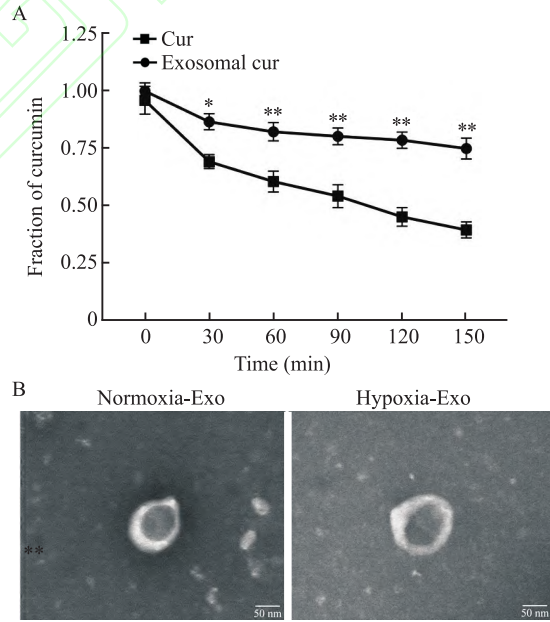 A
1.25
Cur
Exosomal cur
1.00
*
**
**
**
**
0.75
0.50
0.25
0
Fraction of curcumin
0 30 60 90 120 150
Time (min)
B
Normoxia-Exo Hypoxia-Exo
**
50 nm 50 nm